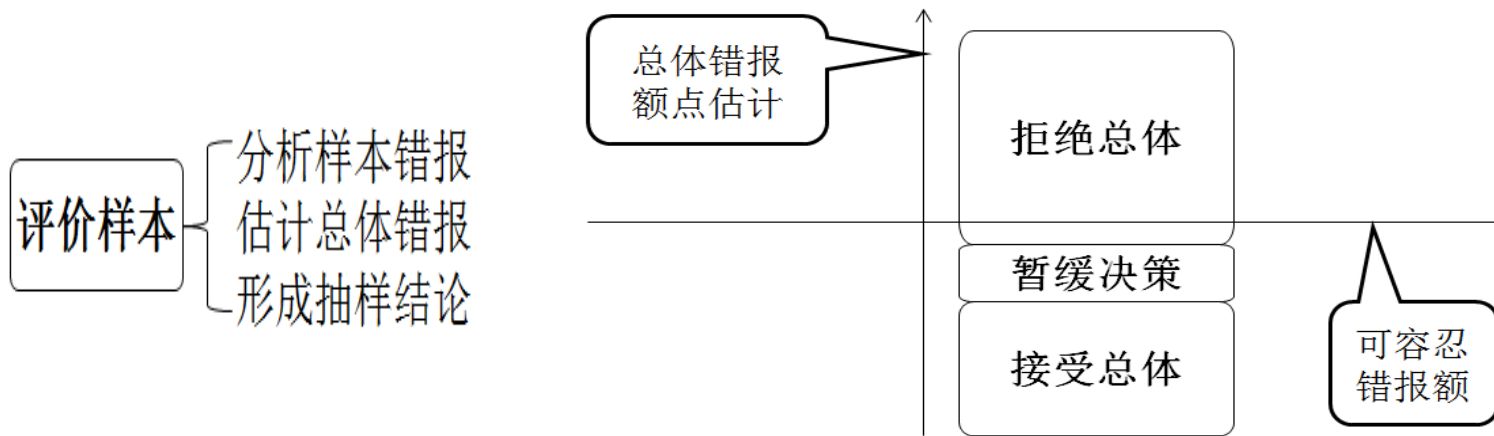 评价样本
分析样本错报
估计总体错报
形成抽样结论
总体错报
额点估计
拒绝总体
暂缓决策
接受总体
可容忍
错报额